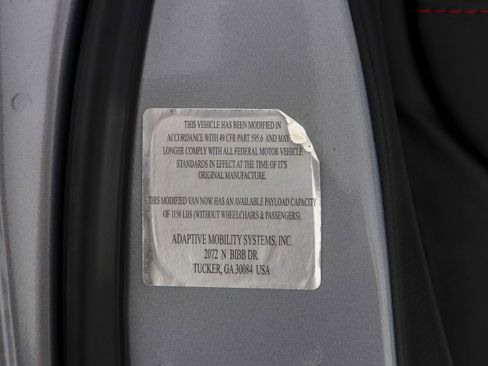 THIS VEHICLE HAS BEEN MODIFIED IN
ACCORDANCE WITH 49 CFR PART 595.6 AND MAY
LONGER COMPLY WITH ALL FEDERAL MOTOR VEHICLE
STANDARDS IN EFFECT AT THE TIME OF IT'S
ORIGINAL MANUFACTURE.
THIS MODIFIED VAN NOW HAS AN AVAILABLE PAYLOAD CAPACITY
OF 1150 LBS (WITHOUT WHEELCHAIRS & PASSENGERS).
ADAPTIVE MOBILITY SYSTEMS, INC.
2072 N BIBB DR.
TUCKER, GA 30084 USA